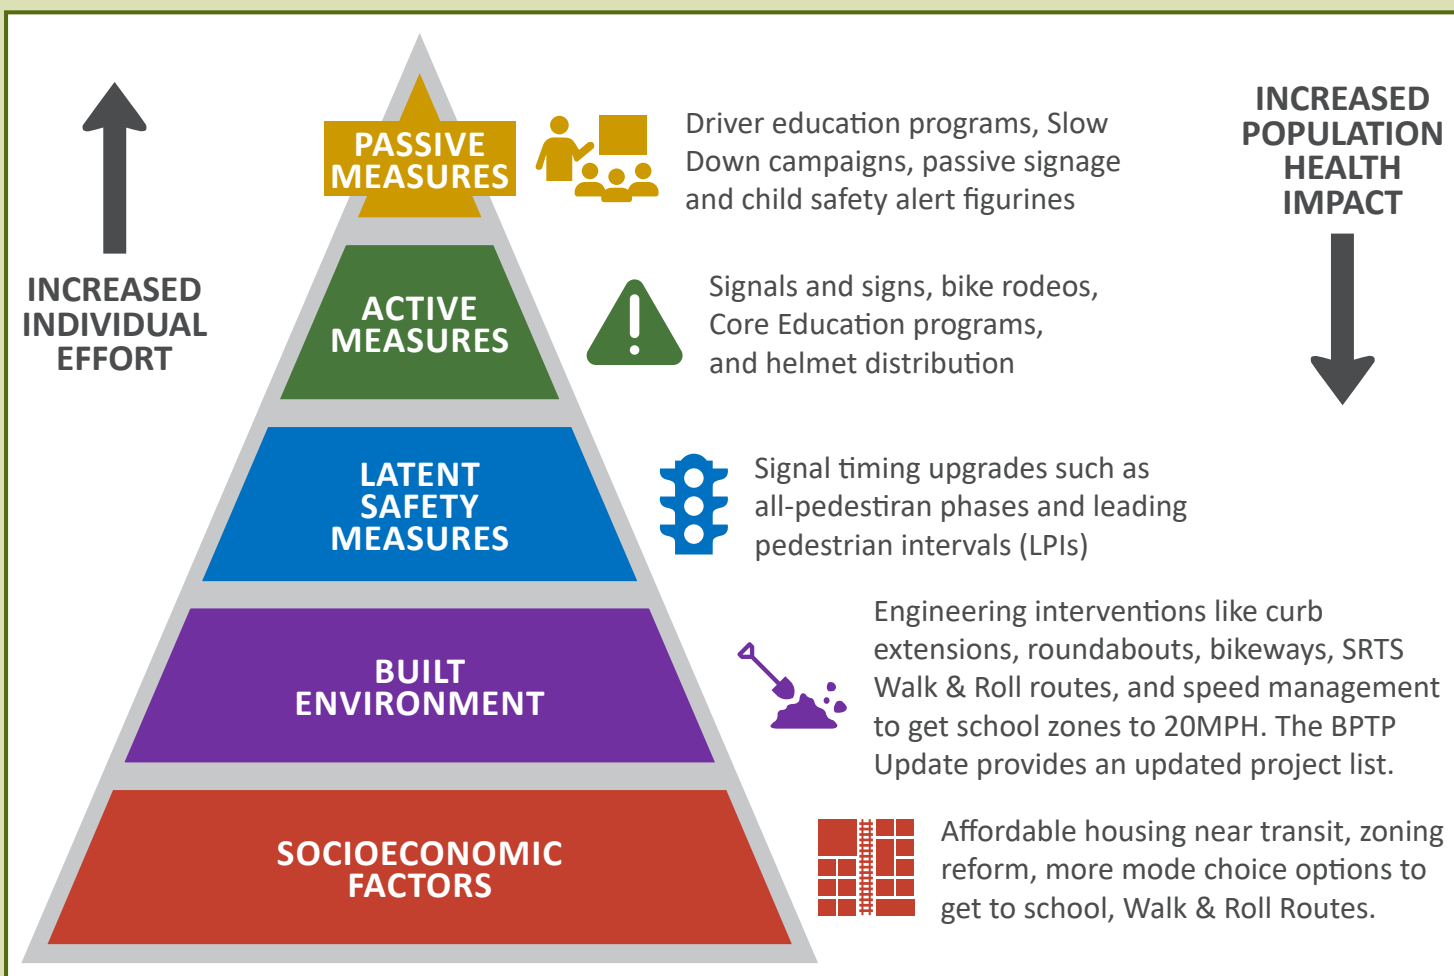 INCREASED
INDIVIDUAL
EFFORT
INCREASED
POPULATION
HEALTH
IMPACT
PASSIVE
MEASURES
Driver education programs, Slow
Down campaigns, passive signage
and child safety alert figurines
ACTIVE
MEASURES
Signals and signs, bike rodeos,
Core Education programs,
and helmet distribution
LATENT
SAFETY
MEASURES
Signal timing upgrades such as
all-pedestiran phases and leading
pedestrian intervals (LPIs)
BUILT
ENVIRONMENT
Engineering interventions like curb
extensions, roundabouts, bikeways, SRTS
Walk & Roll routes, and speed management
to get school zones to 20MPH. The BPTP
Update provides an updated project list.
SOCIOECONOMIC
FACTORS
Affordable housing near transit, zoning
reform, more mode choice options to
get to school, Walk & Roll Routes.